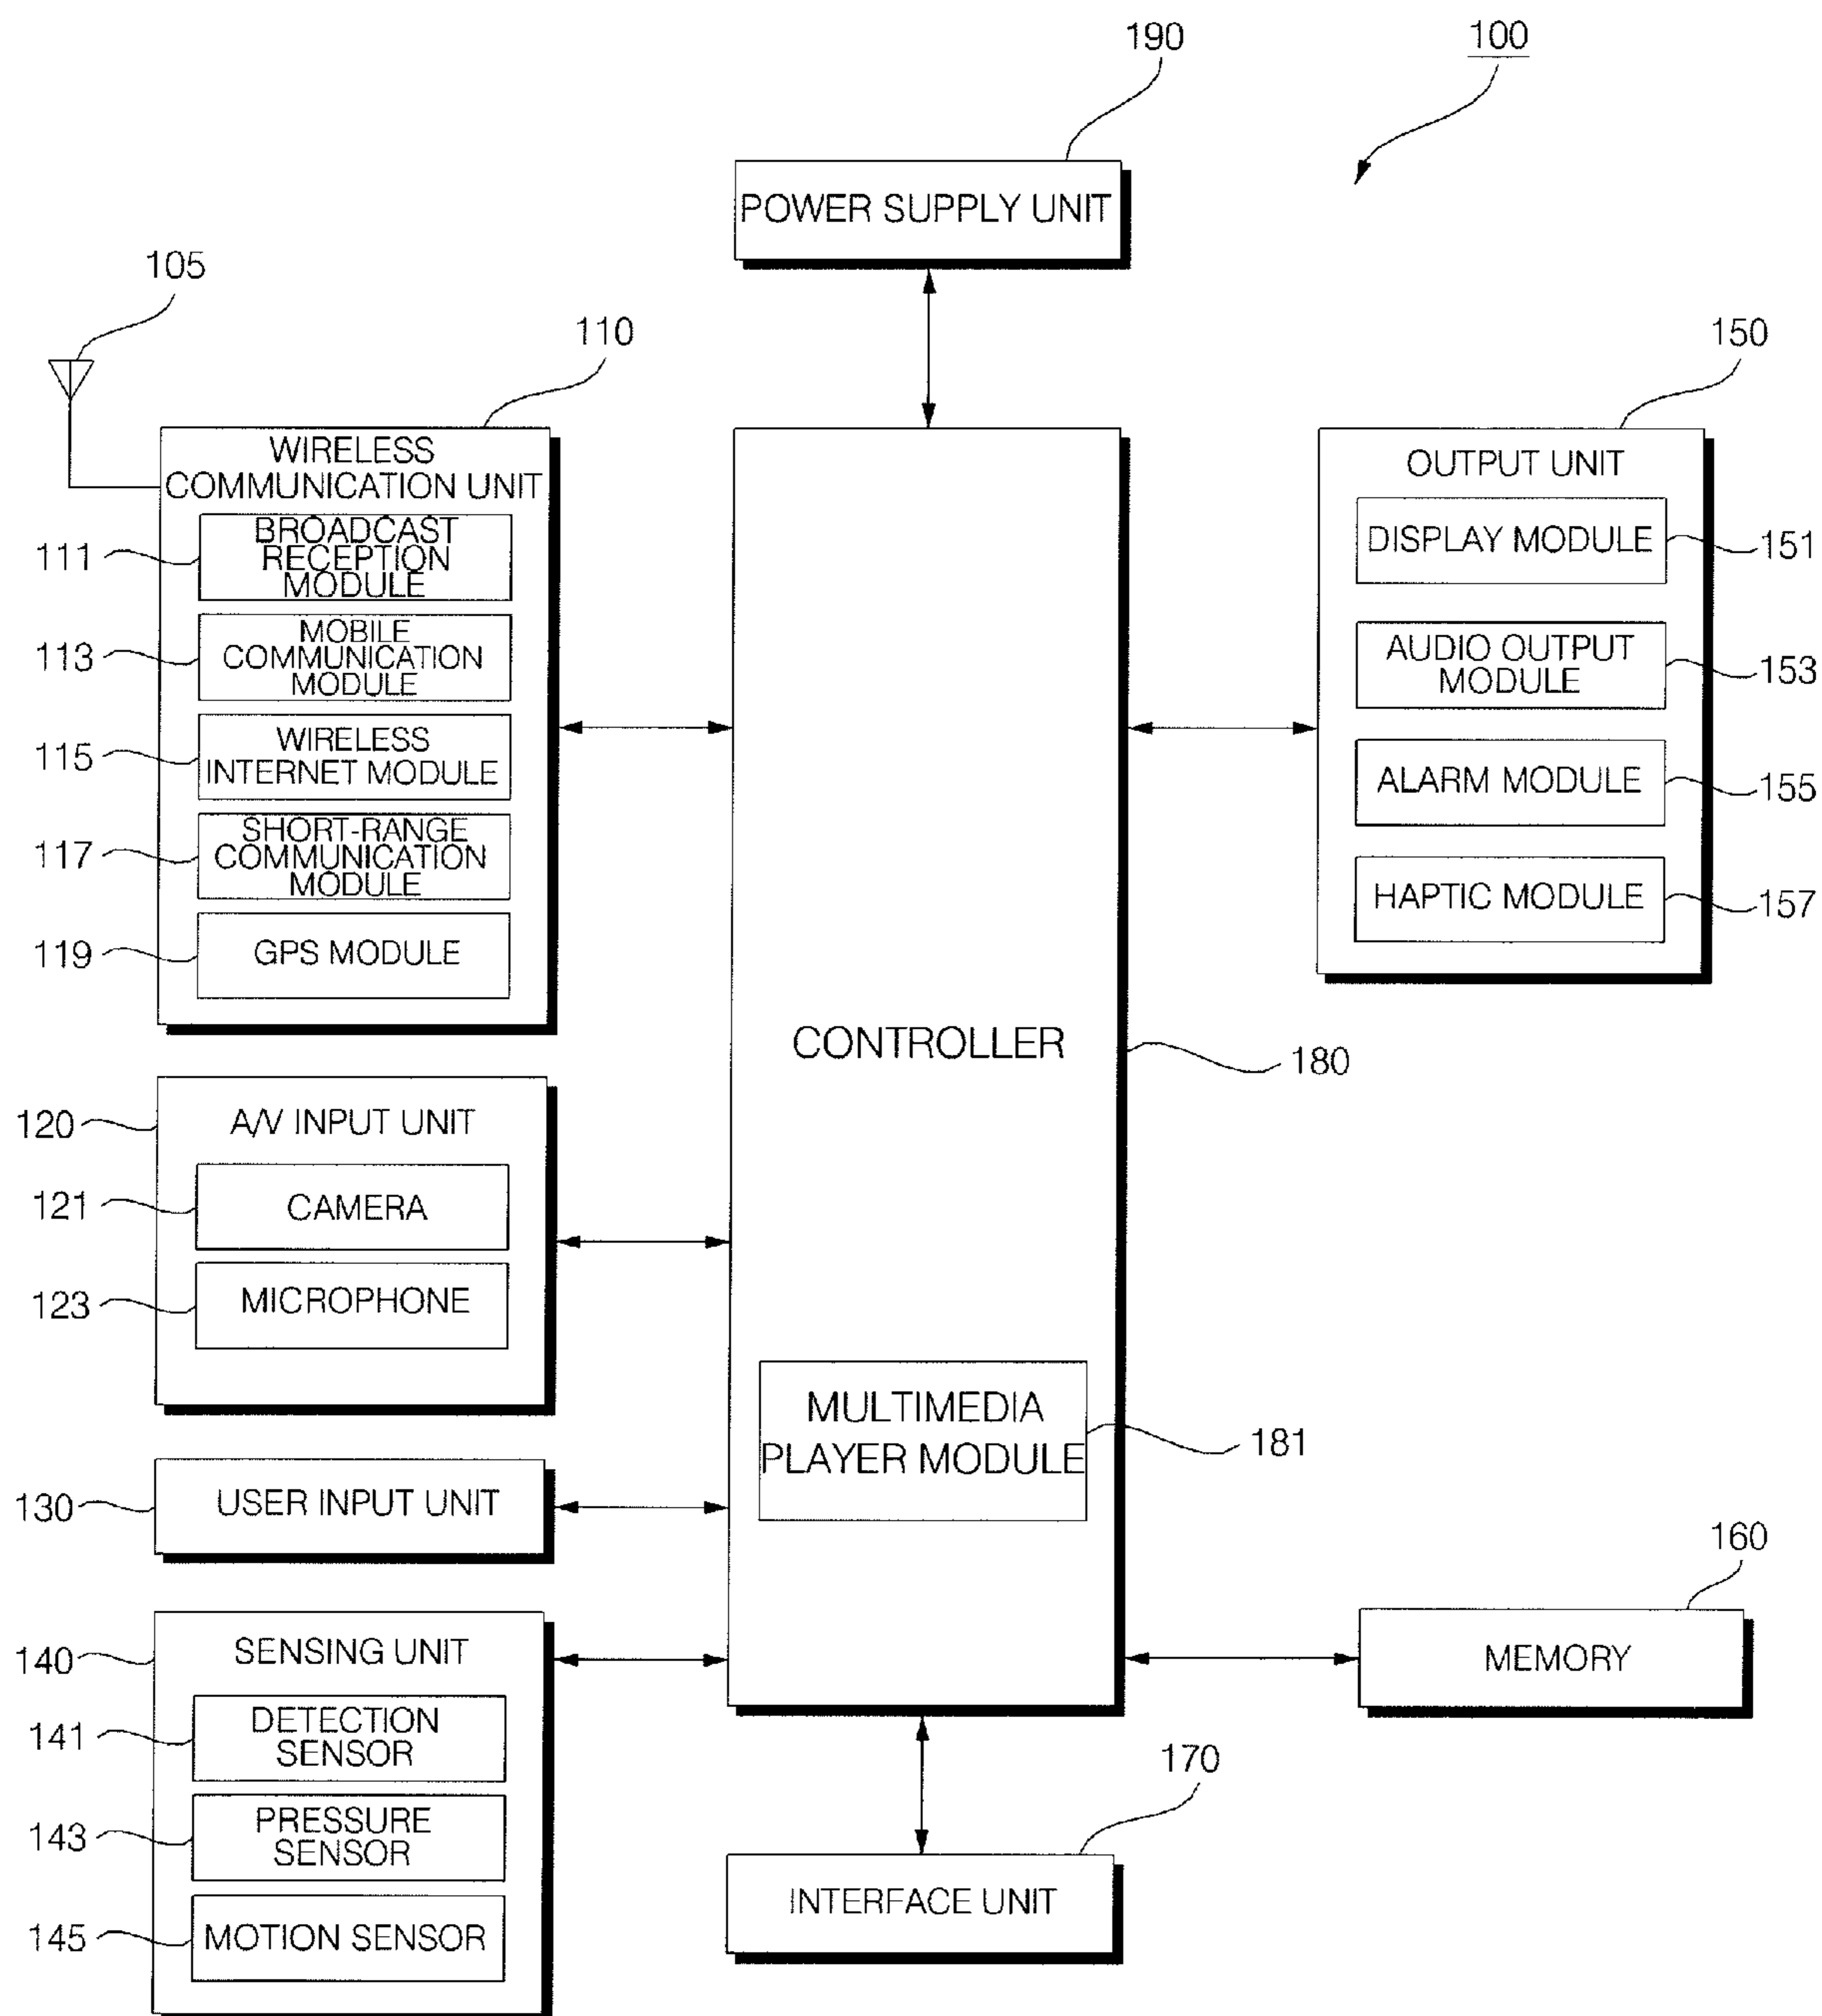 190
100
POWER SUPPLY UNIT
105
110
150
WIRELESS
COMMUNICATION UNIT
111
BROADCAST
RECEPTION
MODULE
113
MOBILE
COMMUNICATION
MODULE
115
WIRELESS
INTERNET MODULE
117
SHORT-RANGE
COMMUNICATION
MODULE
119
GPS MODULE
OUTPUT UNIT
DISPLAY MODULE
151
AUDIO OUTPUT
MODULE
153
ALARM MODULE
155
HAPTIC MODULE
157
CONTROLLER
180
120
A/V INPUT UNIT
121
CAMERA
123
MICROPHONE
MULTIMEDIA
PLAYER MODULE
181
130
USER INPUT UNIT
160
MEMORY
140
SENSING UNIT
141
DETECTION
SENSOR
143
PRESSURE
SENSOR
145
MOTION SENSOR
170
INTERFACE UNIT